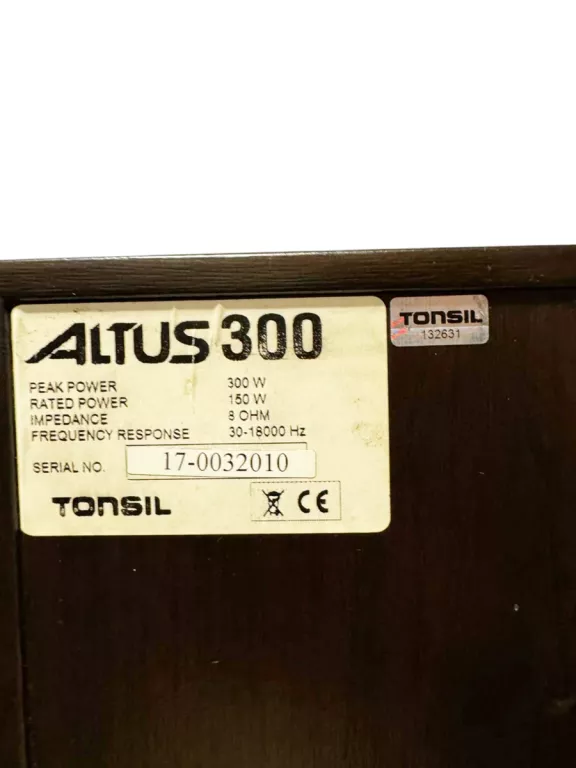 ALTUS 300
PEAK POWER 300 W
RATED POWER 150 W
IMPEDANCE 8 OHM
FREQUENCY RESPONSE 30-18000 Hz
SERIAL NO. 17-0032010
TONSIL
CE
TONSIL
132631